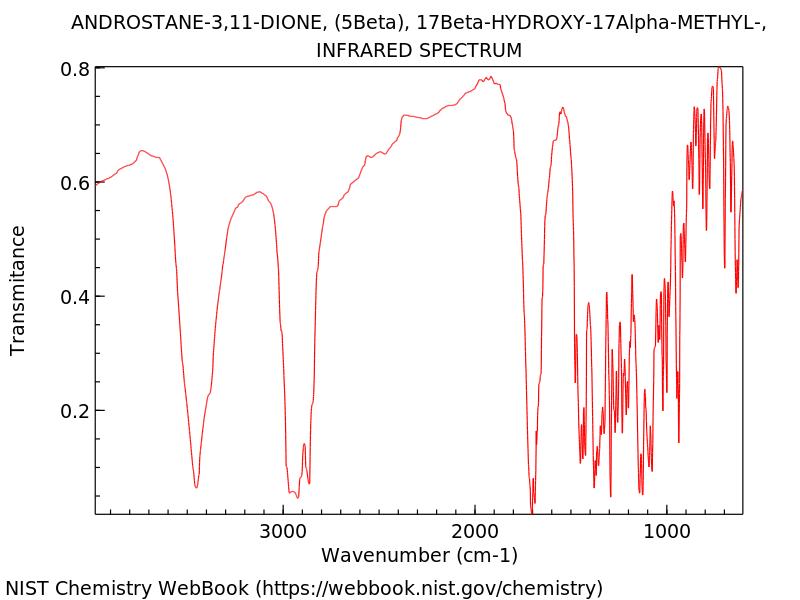 ANDROSTANE-3,11-DIONE, (5Beta), 17Beta-HYDROXY-17Alpha-METHYL-,
INFRARED SPECTRUM
0.8
0.6
0.4
0.2
Transmitance
3000 2000 1000
Wavenumber (cm-1)
NIST Chemistry WebBook (https://webbook.nist.gov/chemistry)